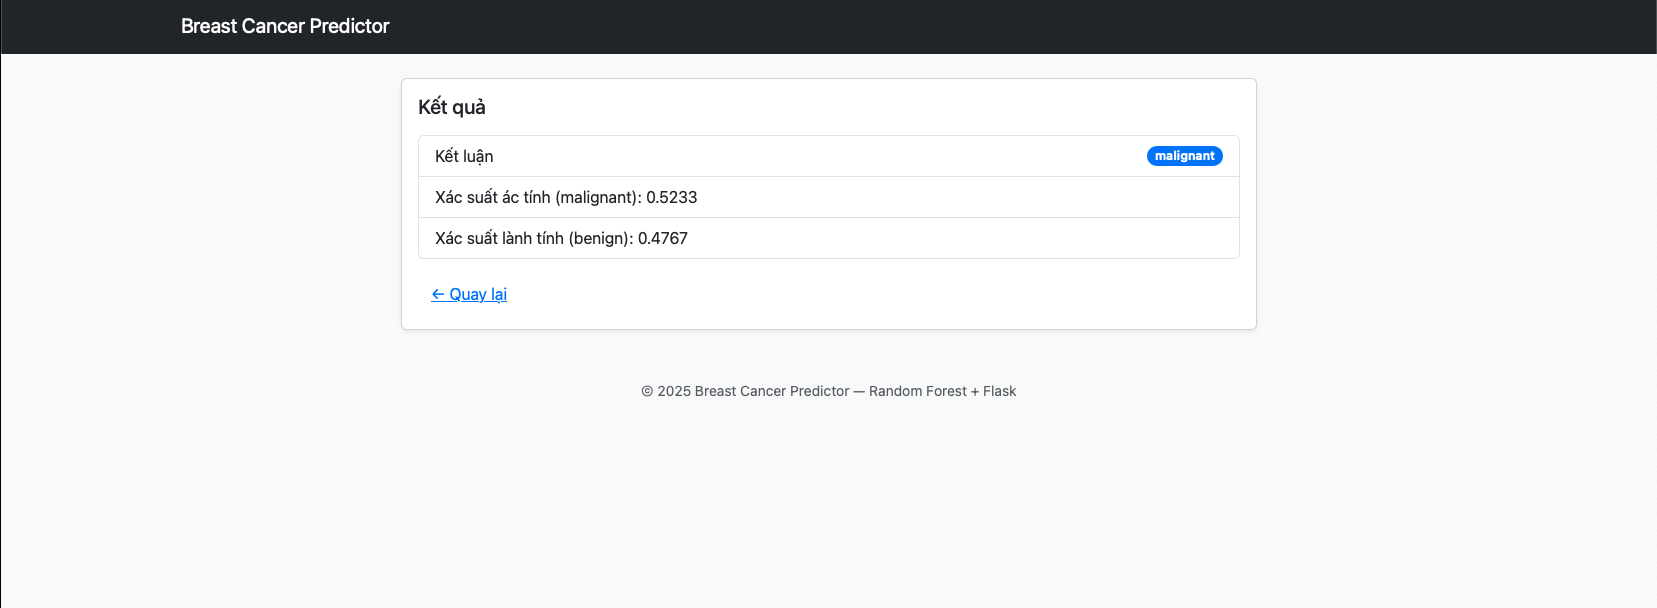 Breast Cancer Predictor
Kết quả
Kết luận malignant
Xác suất ác tính (malignant): 0.5233
Xác suất lành tính (benign): 0.4767
← Quay lại
© 2025 Breast Cancer Predictor — Random Forest + Flask